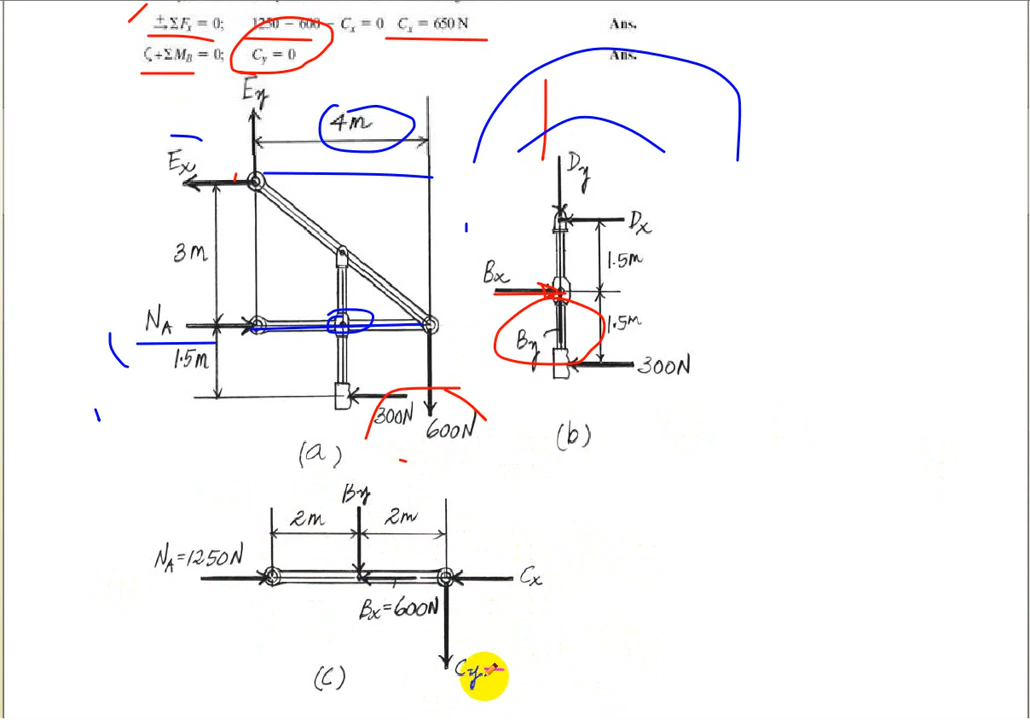 +→ΣFx = 0; 1250 − 600 − Cx = 0 Cx = 650 N Ans.
ζ+ΣMB = 0; Cy = 0 Ans.
Ey
4m
Ex
Dy
Dx
3m
1.5m
Bx
NA
1.5m
By
1.5m
300N
300N
600N
(a)
(b)
By
2m 2m
NA=1250N
Cx
Bx=600N
Cy
(c)